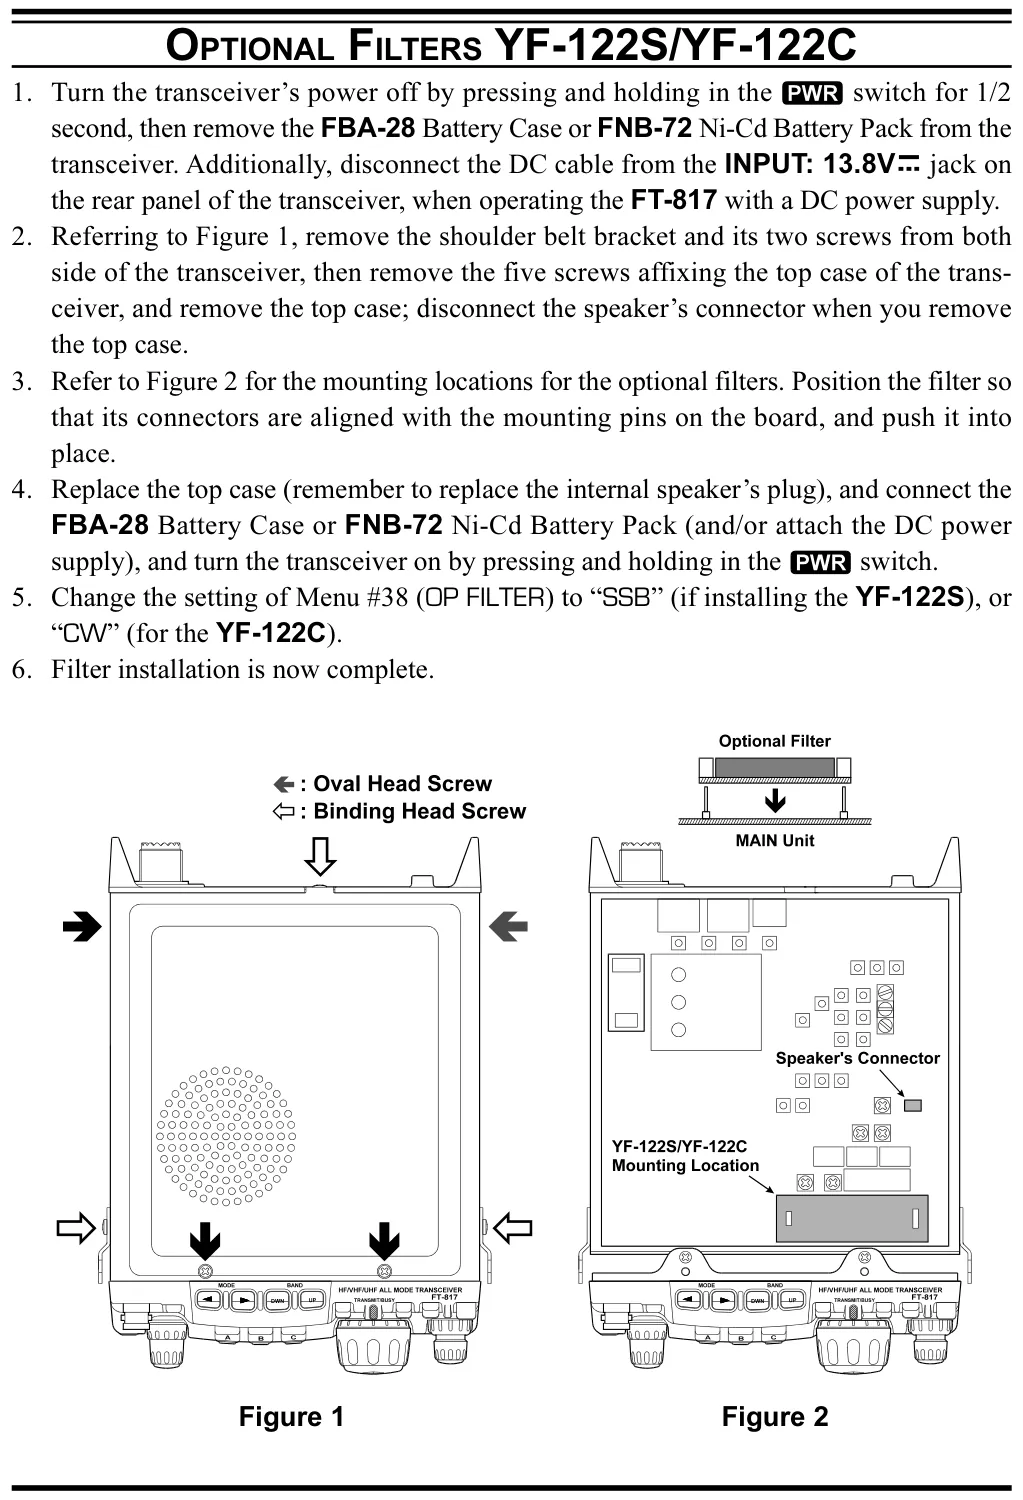 OPTIONAL FILTERS YF-122S/YF-122C
1. Turn the transceiver’s power off by pressing and holding in the PWR switch for 1/2
second, then remove the FBA-28 Battery Case or FNB-72 Ni-Cd Battery Pack from the
transceiver. Additionally, disconnect the DC cable from the INPUT: 13.8V⎓ jack on
the rear panel of the transceiver, when operating the FT-817 with a DC power supply.
2. Referring to Figure 1, remove the shoulder belt bracket and its two screws from both
side of the transceiver, then remove the five screws affixing the top case of the trans-
ceiver, and remove the top case; disconnect the speaker’s connector when you remove
the top case.
3. Refer to Figure 2 for the mounting locations for the optional filters. Position the filter so
that its connectors are aligned with the mounting pins on the board, and push it into
place.
4. Replace the top case (remember to replace the internal speaker’s plug), and connect the
FBA-28 Battery Case or FNB-72 Ni-Cd Battery Pack (and/or attach the DC power
supply), and turn the transceiver on by pressing and holding in the PWR switch.
5. Change the setting of Menu #38 (OP FILTER) to “SSB” (if installing the YF-122S), or
“CW” (for the YF-122C).
6. Filter installation is now complete.
: Oval Head Screw
: Binding Head Screw
MODE
BAND
DWN
UP
HF/VHF/UHF ALL MODE TRANSCEIVER
FT-817
TRANSMIT/BUSY
A
B
C
Figure 1
Optional Filter
MAIN Unit
Speaker's Connector
YF-122S/YF-122C
Mounting Location
MODE
BAND
DWN
UP
HF/VHF/UHF ALL MODE TRANSCEIVER
FT-817
TRANSMIT/BUSY
A
B
C
Figure 2